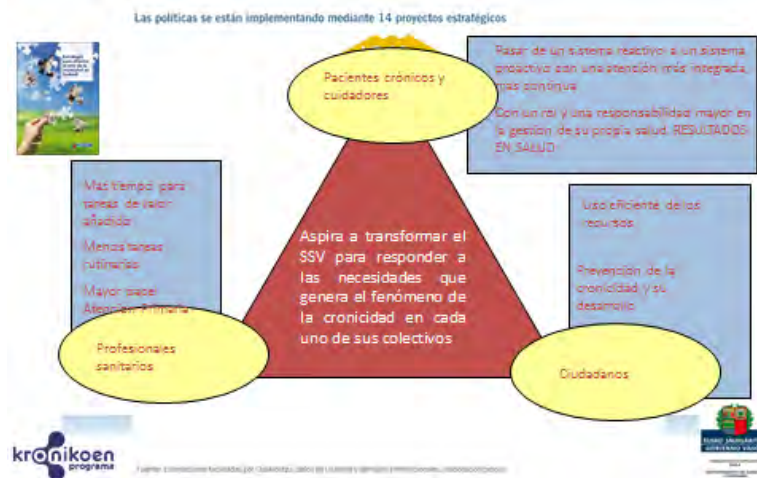 Las políticas se están implementando mediante 14 proyectos estratégicos
Pacientes crónicos y
cuidadores
Pasar de un sistema reactivo a un sistema
proactivo con una atención más integrada,
mas continua
Con un rol y una responsabilidad mayor en
la gestión de su propia salud. RESULTADOS
EN SALUD
Mas tiempo para
tareas de valor
añadido
Menos tareas
rutinarias
Mayor papel
Atención Primaria
Aspira a transformar el
SSV para responder a
las necesidades que
genera el fenómeno de
la cronicidad en cada
uno de sus colectivos
Uso eficiente de los
recursos
Prevención de la
cronicidad y su
desarrollo
Profesionales
sanitarios
Ciudadanos
kronikoen
programa
EUSKO JAURLARITZA
GOBIERNO VASCO